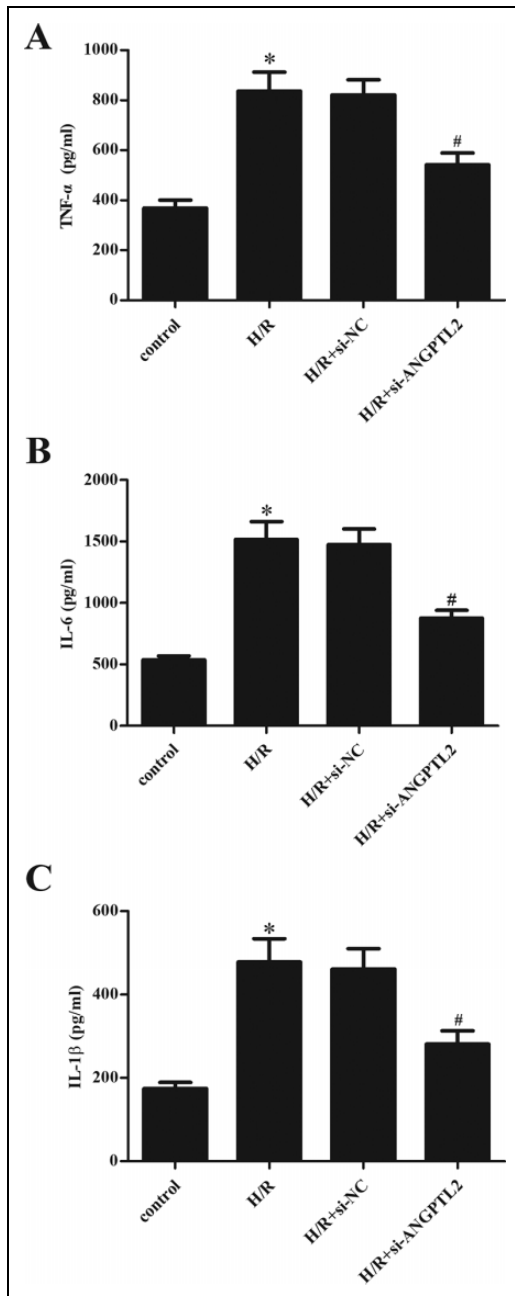 A
1000
800
600
400
200
0
TNF-α (pg/ml)
*
#
control
H/R
H/R+si-NC
H/R+si-ANGPTL2
B
2000
1500
1000
500
0
IL-6 (pg/ml)
*
#
control
H/R
H/R+si-NC
H/R+si-ANGPTL2
C
600
400
200
0
IL-1β (pg/ml)
*
#
control
H/R
H/R+si-NC
H/R+si-ANGPTL2